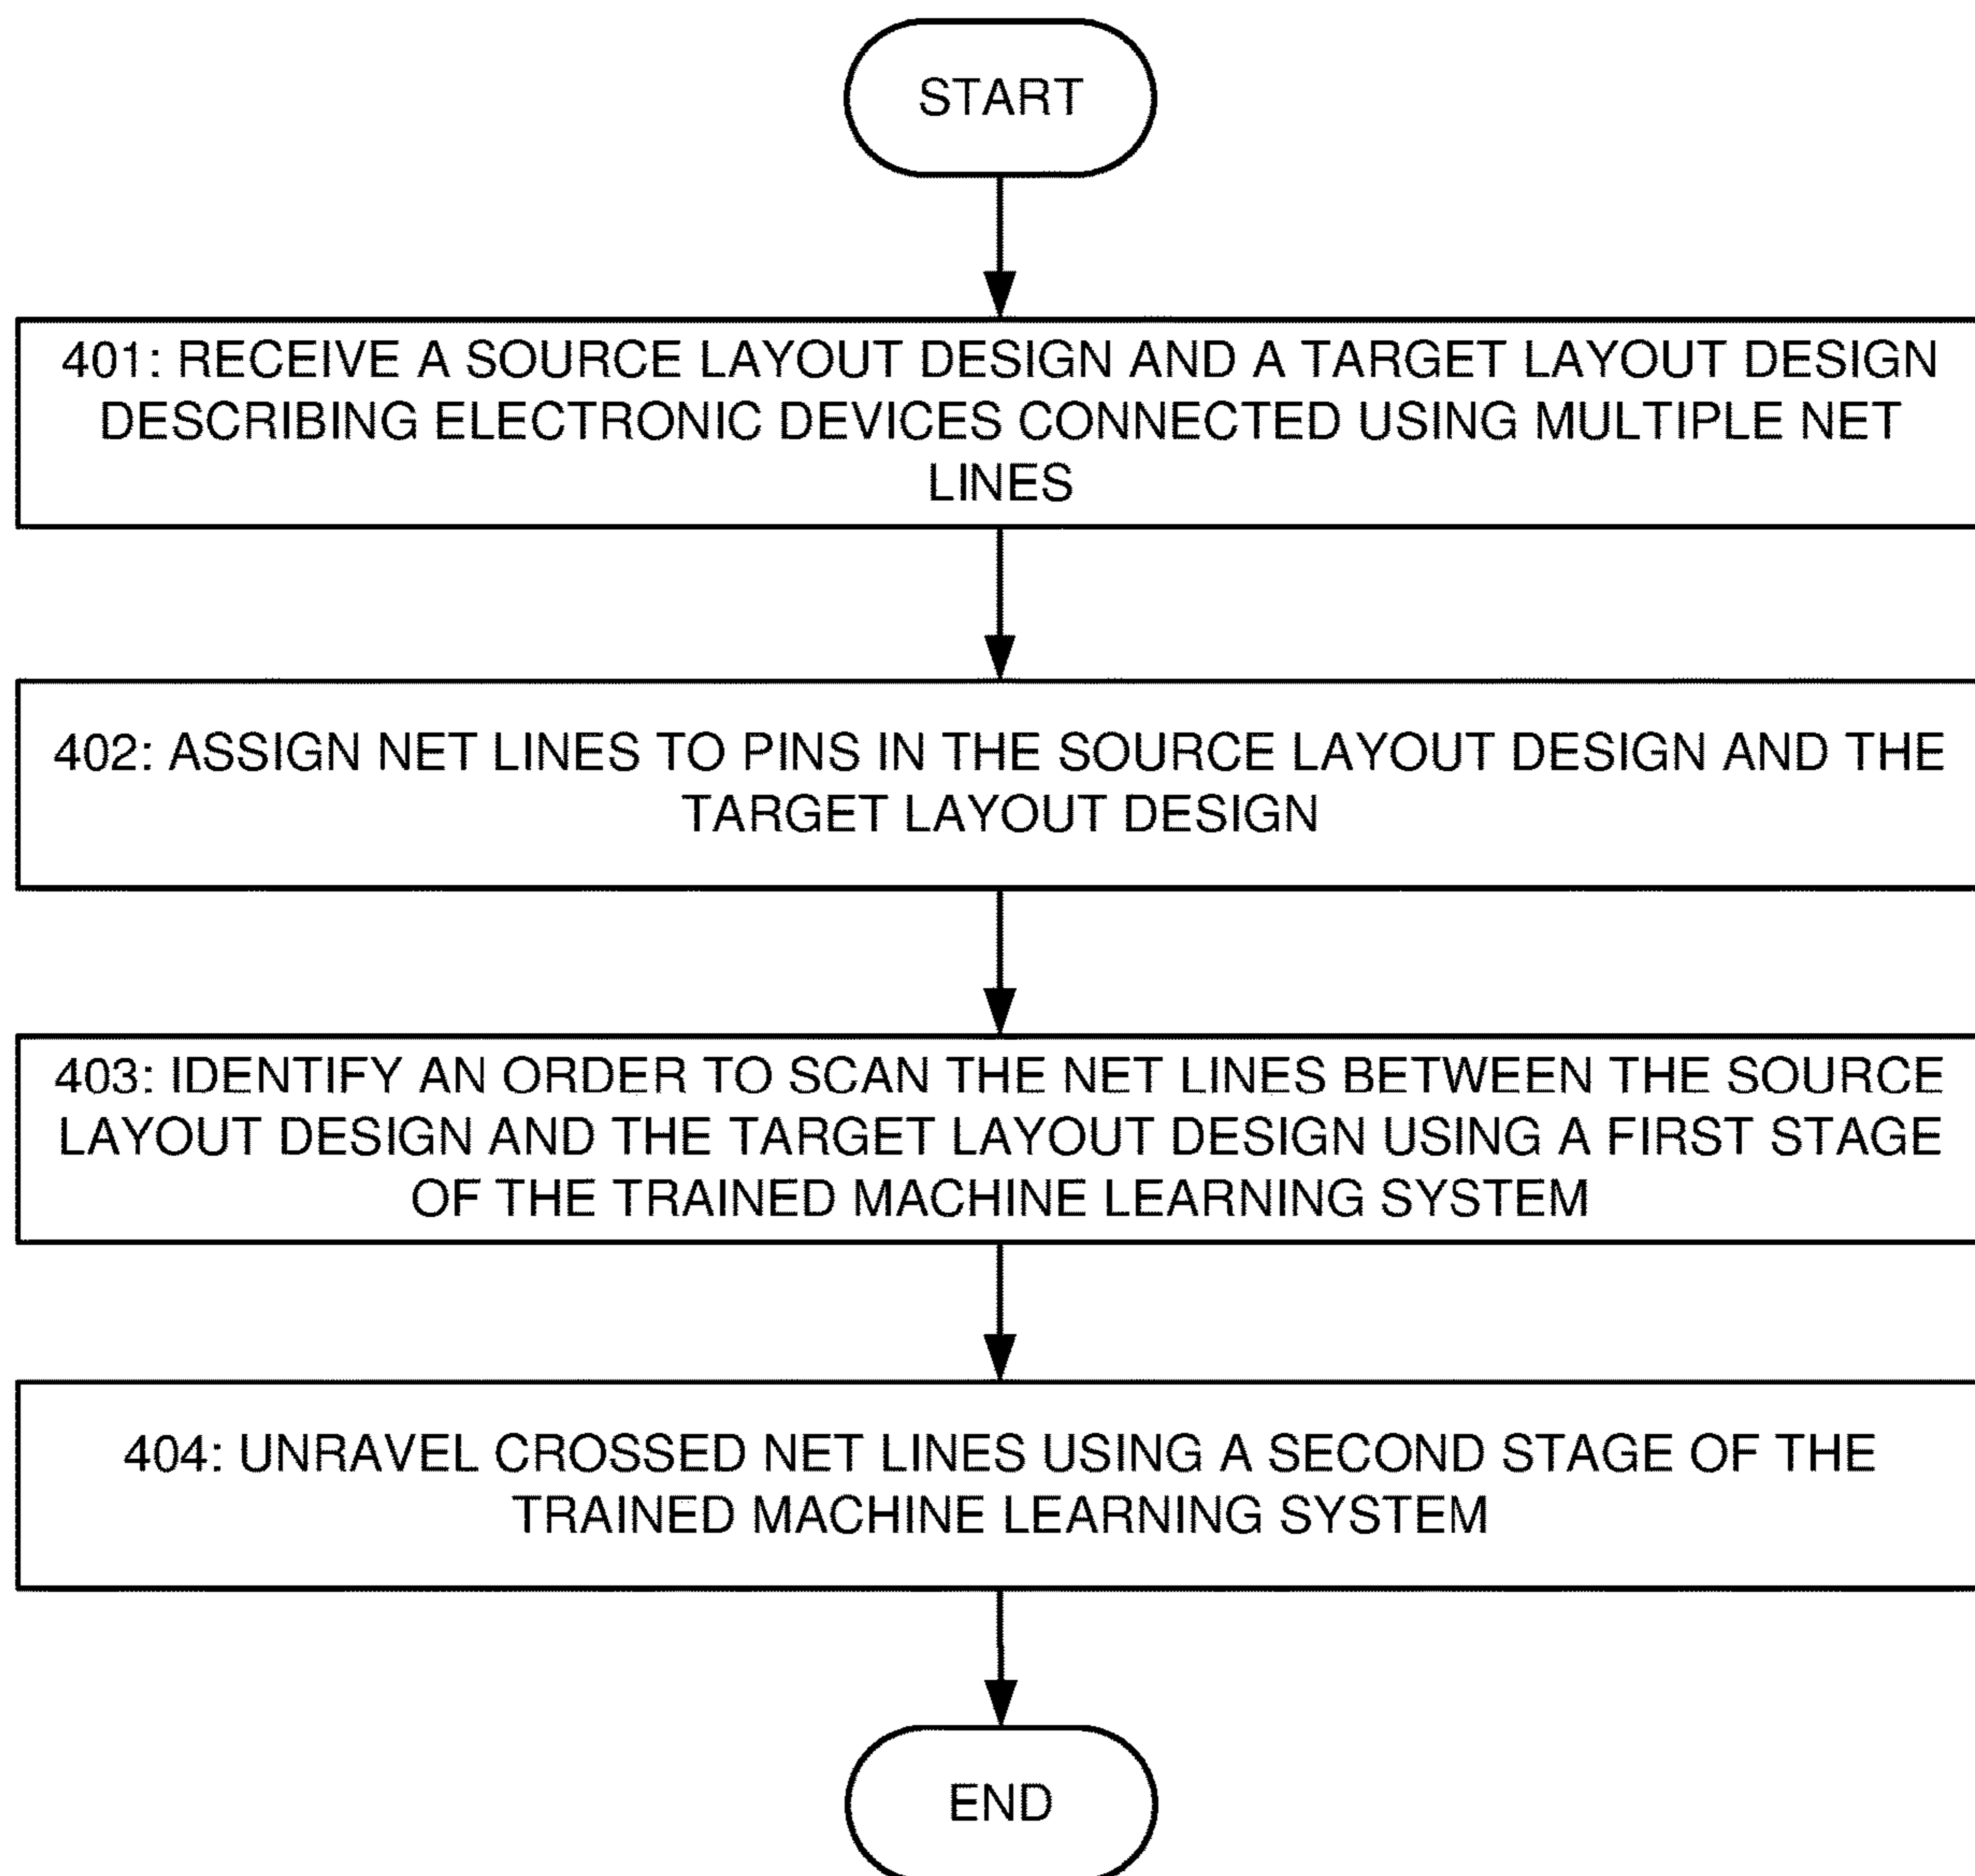 START
401: RECEIVE A SOURCE LAYOUT DESIGN AND A TARGET LAYOUT DESIGN
DESCRIBING ELECTRONIC DEVICES CONNECTED USING MULTIPLE NET
LINES
402: ASSIGN NET LINES TO PINS IN THE SOURCE LAYOUT DESIGN AND THE
TARGET LAYOUT DESIGN
403: IDENTIFY AN ORDER TO SCAN THE NET LINES BETWEEN THE SOURCE
LAYOUT DESIGN AND THE TARGET LAYOUT DESIGN USING A FIRST STAGE
OF THE TRAINED MACHINE LEARNING SYSTEM
404: UNRAVEL CROSSED NET LINES USING A SECOND STAGE OF THE
TRAINED MACHINE LEARNING SYSTEM
END